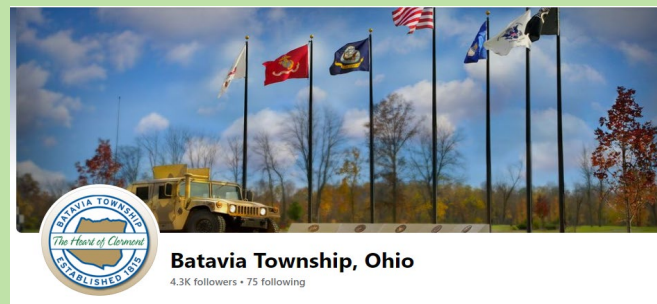 BATAVIA TOWNSHIP
The Heart of Clermont
ESTABLISHED 1815
Batavia Township, Ohio
4.3K followers • 75 following